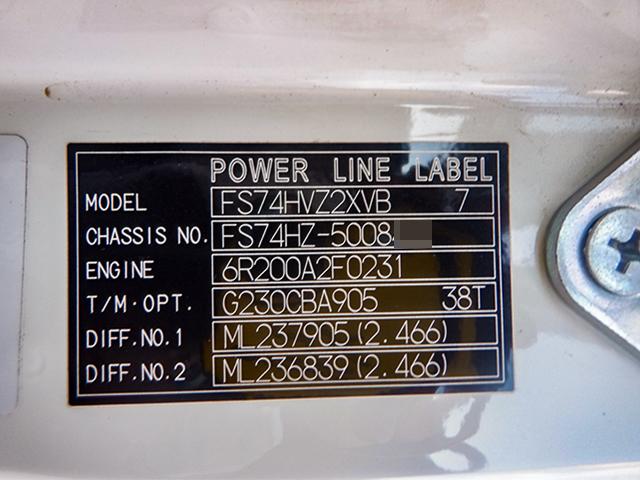 POWER LINE LABEL
MODEL FS74HVZ2XVB 7
CHASSIS NO. FS74HZ-5008
ENGINE 6R200A2F0231
T/M·OPT. G230CBA905 38T
DIFF.NO.1 ML237905(2.466)
DIFF.NO.2 ML236839(2.466)